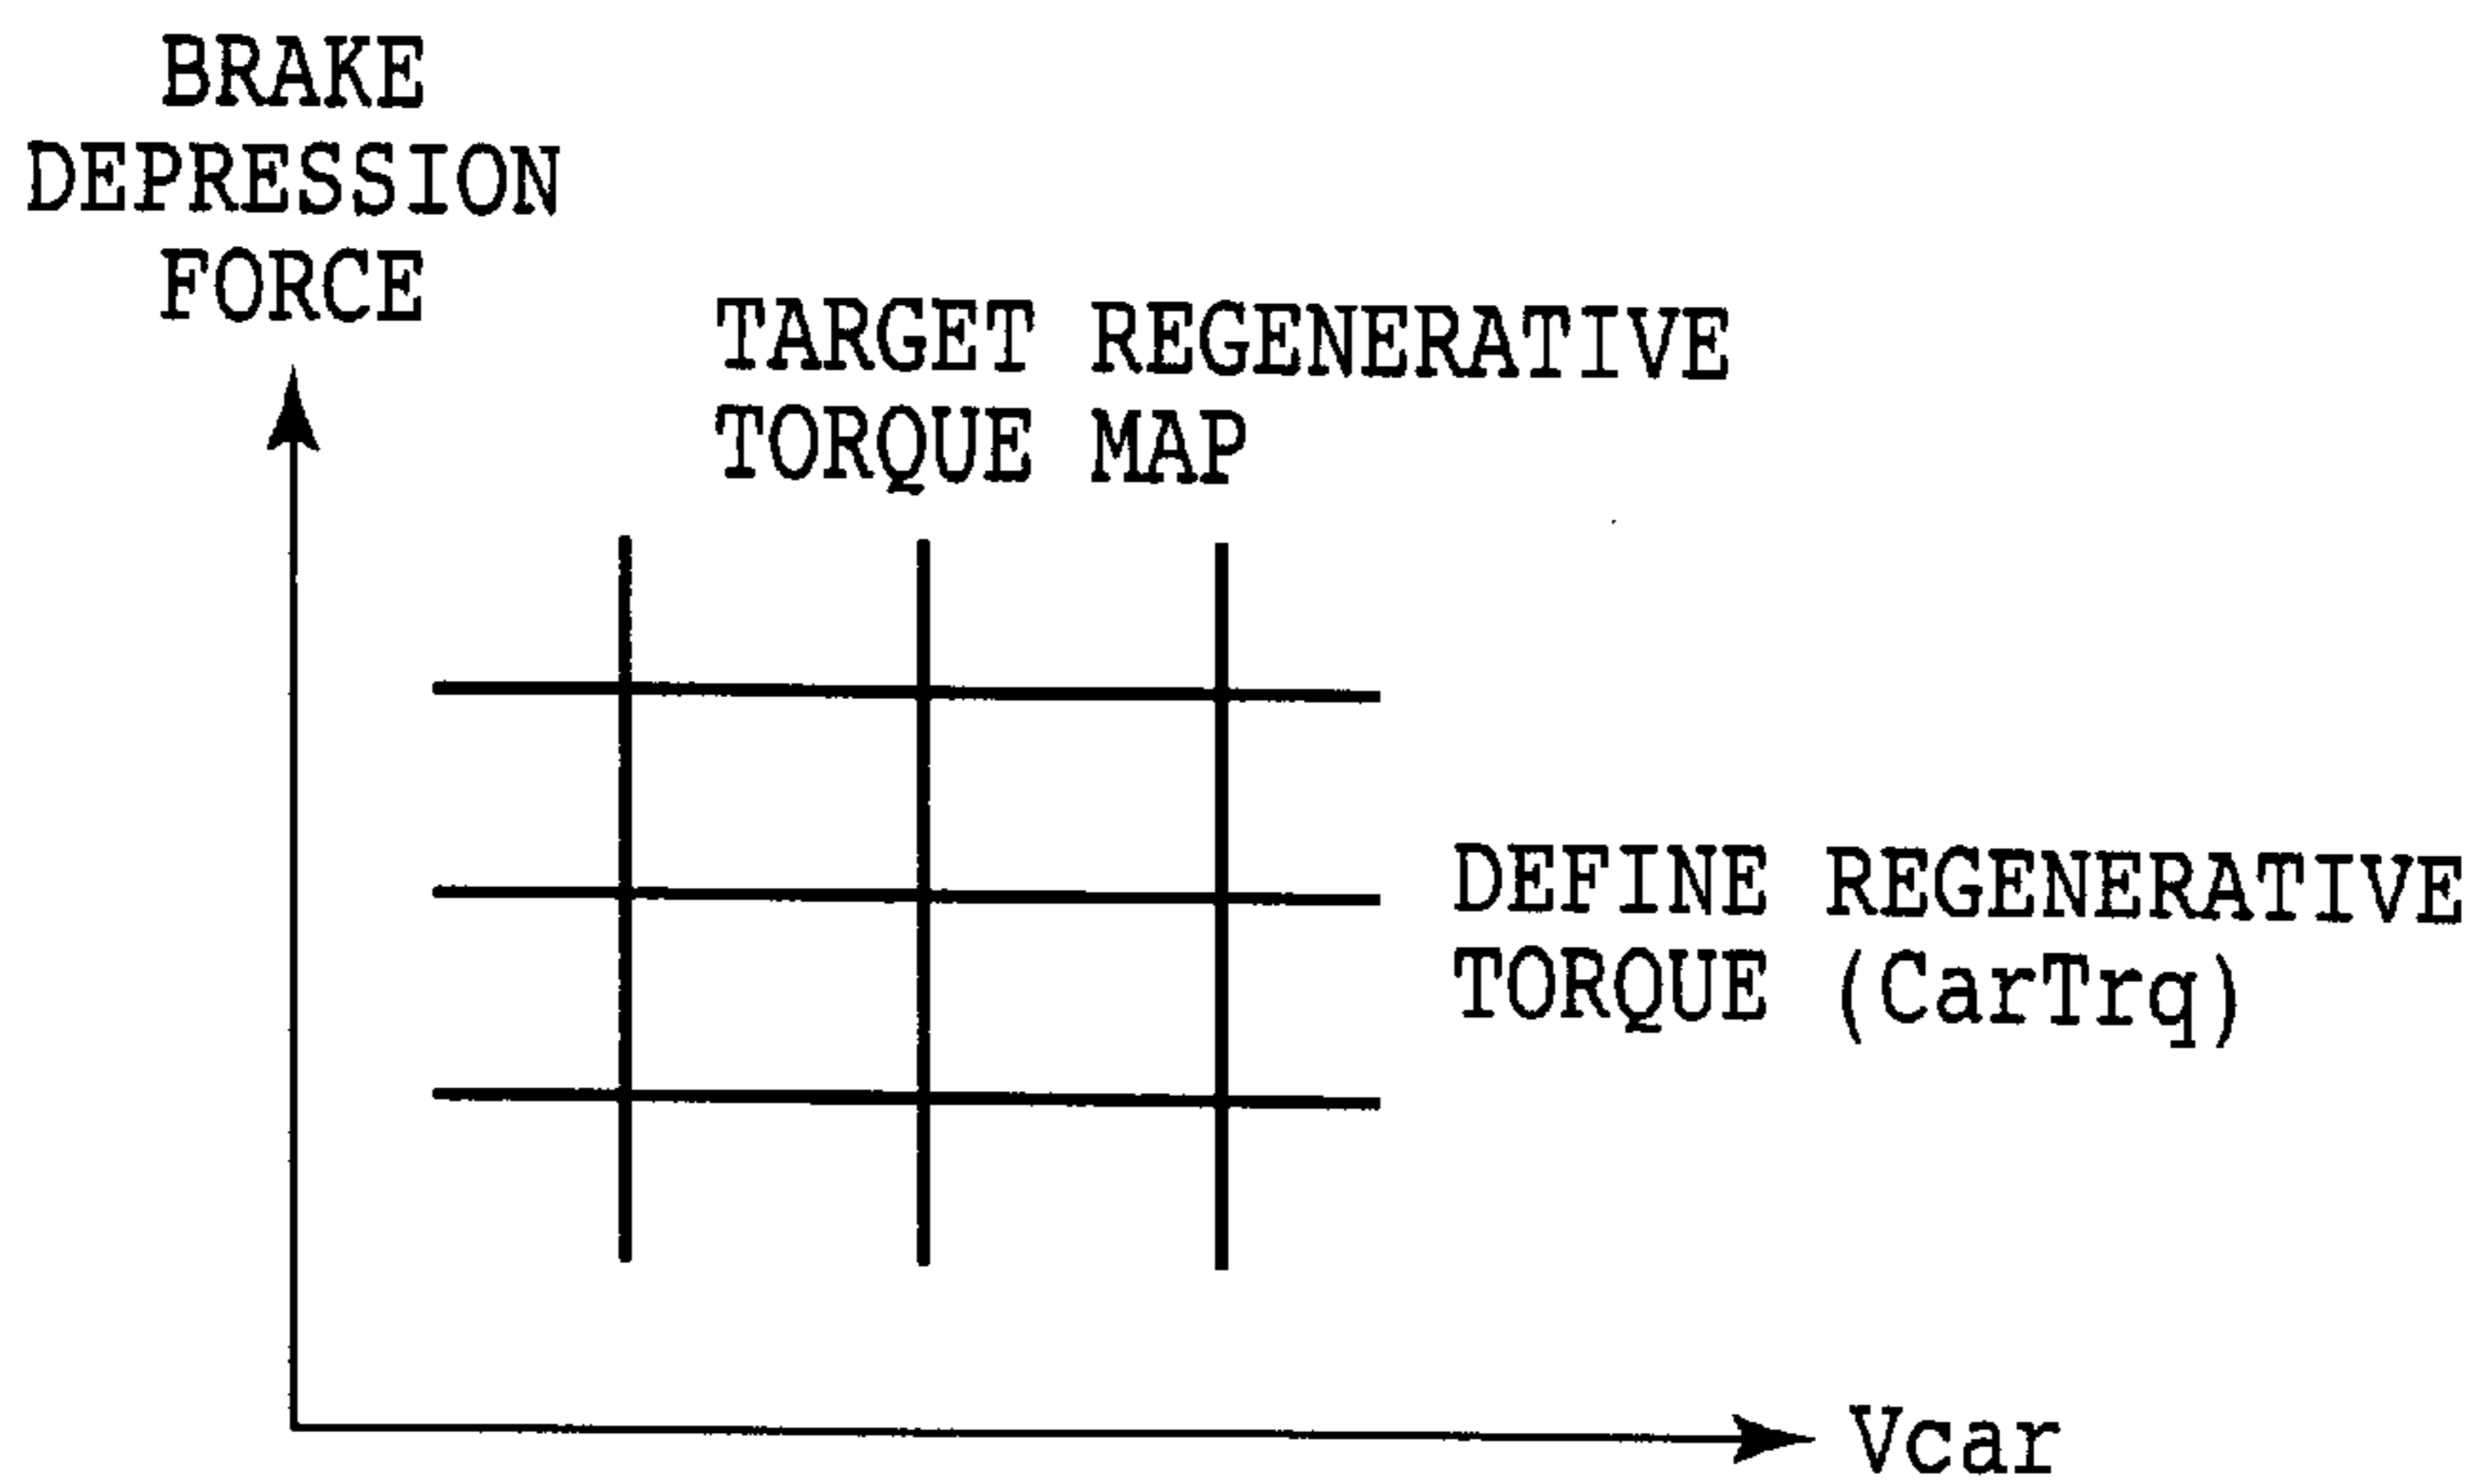 BRAKE
DEPRESSION
FORCE
TARGET REGENERATIVE
TORQUE MAP
DEFINE REGENERATIVE
TORQUE (CarTrq)
Vcar